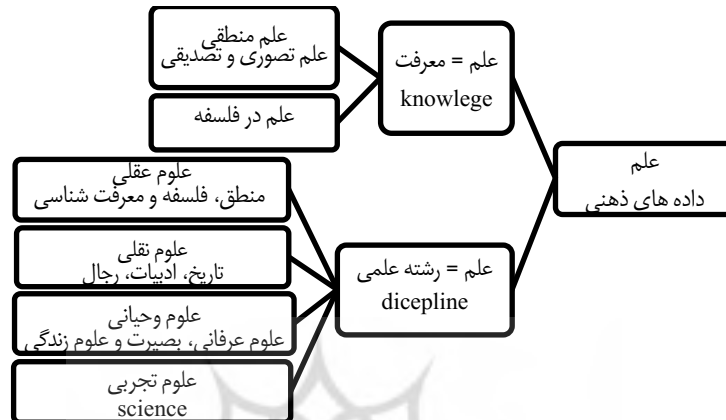 علم
داده های ذهنی
علم = معرفت
knowlege
علم منطقی
علم تصوری و تصدیقی
علم در فلسفه
علم = رشته علمی
dicepline
علوم عقلی
منطق، فلسفه و معرفت شناسی
علوم نقلی
تاریخ، ادبیات، رجال
علوم وحیانی
علوم عرفانی، بصیرت و علوم زندگی
علوم تجربی
science